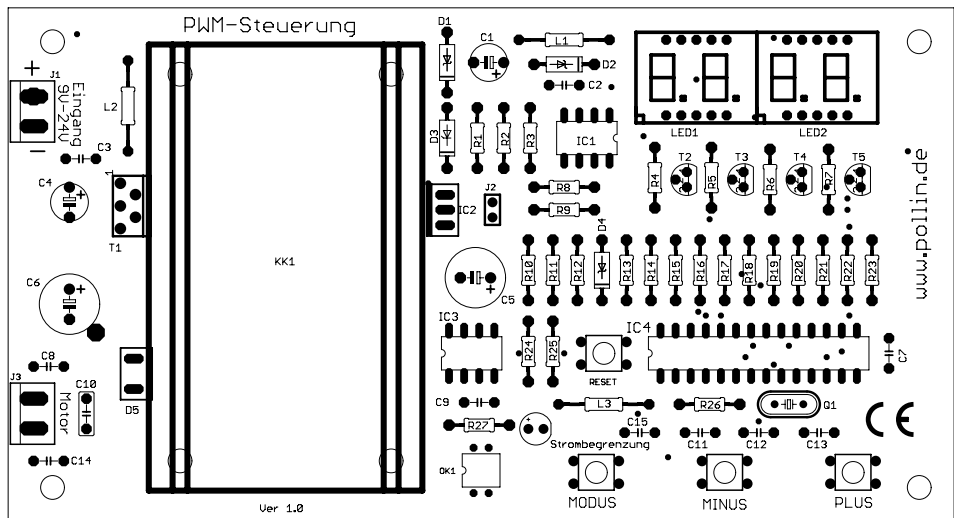 PWM-Steuerung
D1
C1
L1
D2
C2
+
J1
Eingang
9V-24V
-
L2
C3
D3
R1
R2
R3
IC1
LED1
LED2
C4
+
1
T1
IC2
J2
R8
R9
R4
T2
R5
T3
R6
T4
R7
T5
www.pollin.de
D4
KK1
C6
+
C5
+
R10
R11
R12
R13
R14
R15
R16
R17
R18
R19
R20
R21
R22
R23
IC3
R24
R25
RESET
IC4
C7
C8
J3
Motor
C10
D5
C9
R27
+
L3
R26
Q1
C15
C11
C12
C13
CE
Strombegrenzung
C14
OK1
MODUS
MINUS
PLUS
Ver 1.0